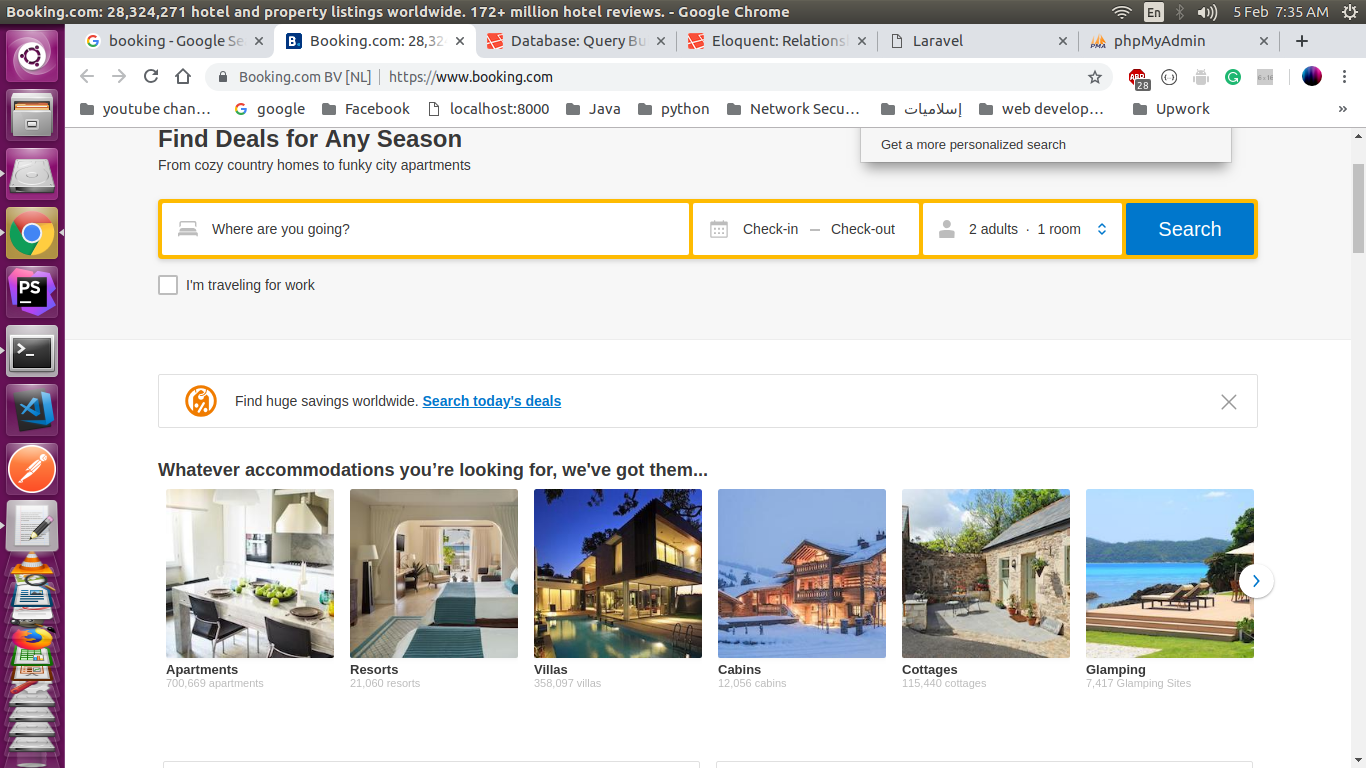 Booking.com: 28,324,271 hotel and property listings worldwide. 172+ million hotel reviews. - Google Chrome
En
5 Feb 7:35 AM
booking - Google Se
Booking.com: 28,32
Database: Query Bu
Eloquent: Relations
Laravel
phpMyAdmin
Booking.com BV [NL] | https://www.booking.com
ABP
28
youtube chan…
google
Facebook
localhost:8000
Java
python
Network Secu…
إسلاميات
web develop…
Upwork
»
Find Deals for Any Season
From cozy country homes to funky city apartments
Get a more personalized search
Where are you going?
Check-in — Check-out
2 adults · 1 room
Search
I'm traveling for work
Find huge savings worldwide. Search today's deals
Whatever accommodations you’re looking for, we've got them...
Apartments
700,669 apartments
Resorts
21,060 resorts
Villas
358,097 villas
Cabins
12,056 cabins
Cottages
115,440 cottages
Glamping
7,417 Glamping Sites
PS